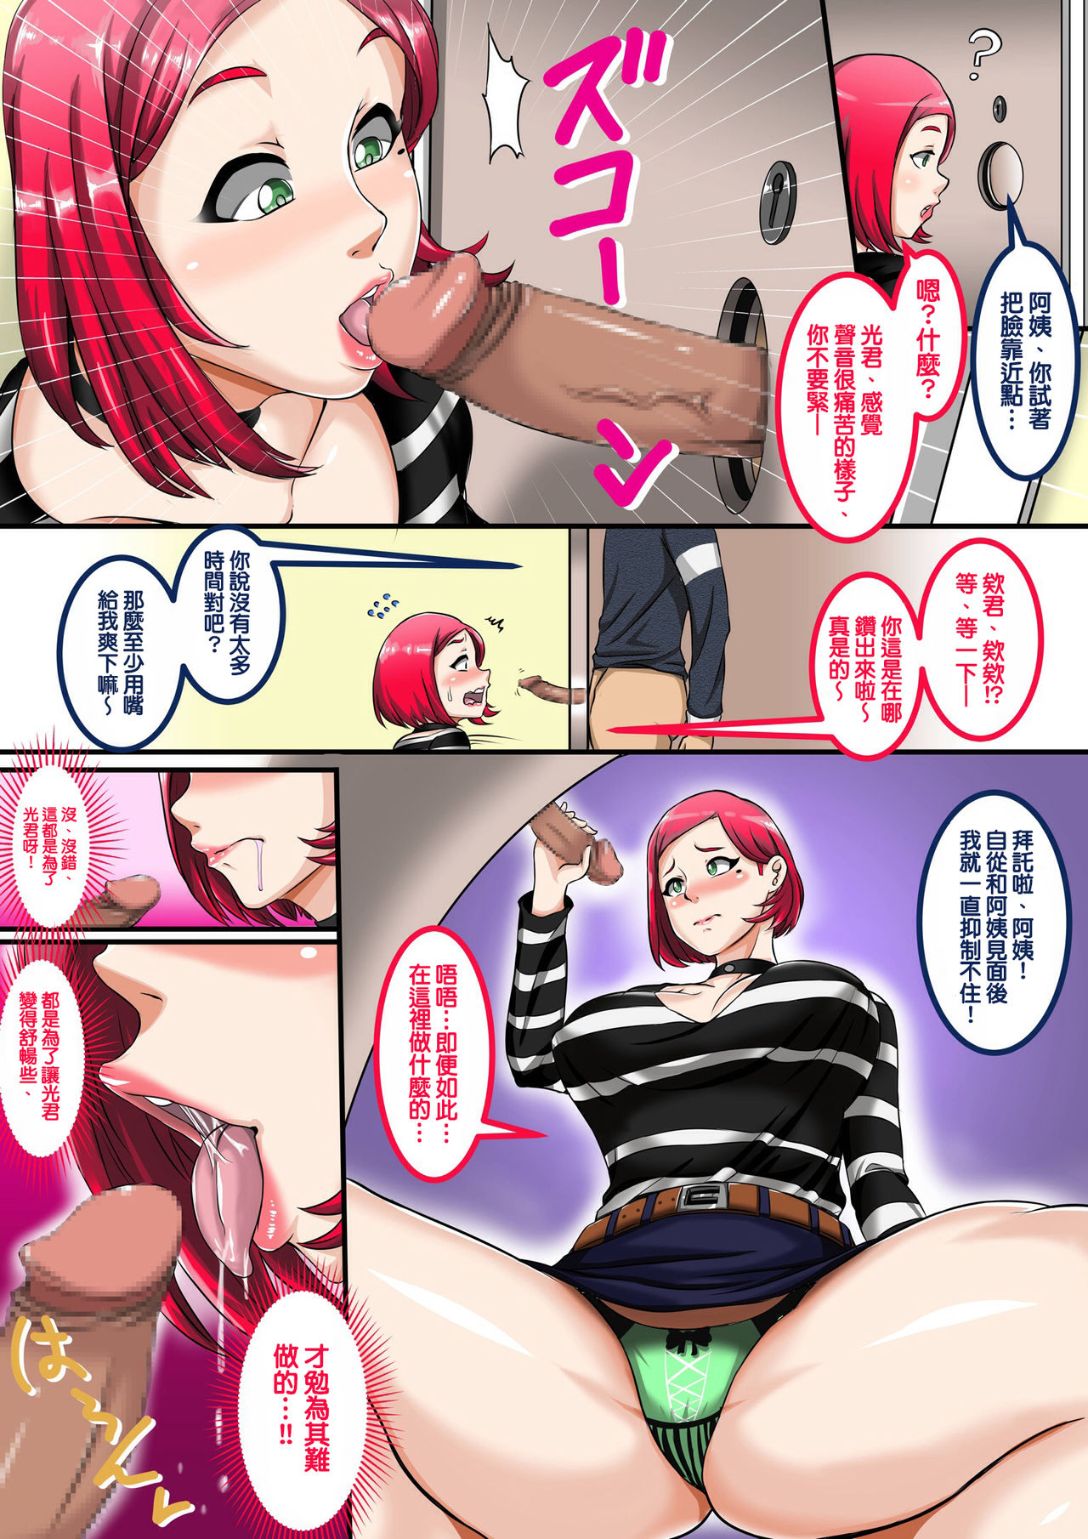 ?
阿姨、你試著
把臉靠近點…
嗯？什麼？
光君、感覺
聲音很痛苦的樣子、
你不要緊—
ズコーン
欸君、欸欸!?
等、等一下—
你這是在哪
鑽出來啦～
真是的～
你說沒有太多
時間對吧？
那麼至少用嘴
給我爽下嘛～
拜託啦、阿姨！
自從和阿姨見面後
我就一直抑制不住！
唔唔…即便如此…
在這裡做什麼的…
沒、沒錯、
這都是為了
光君呀！
都是為了讓光君
變得舒暢些、
才勉為其難
做的…!!